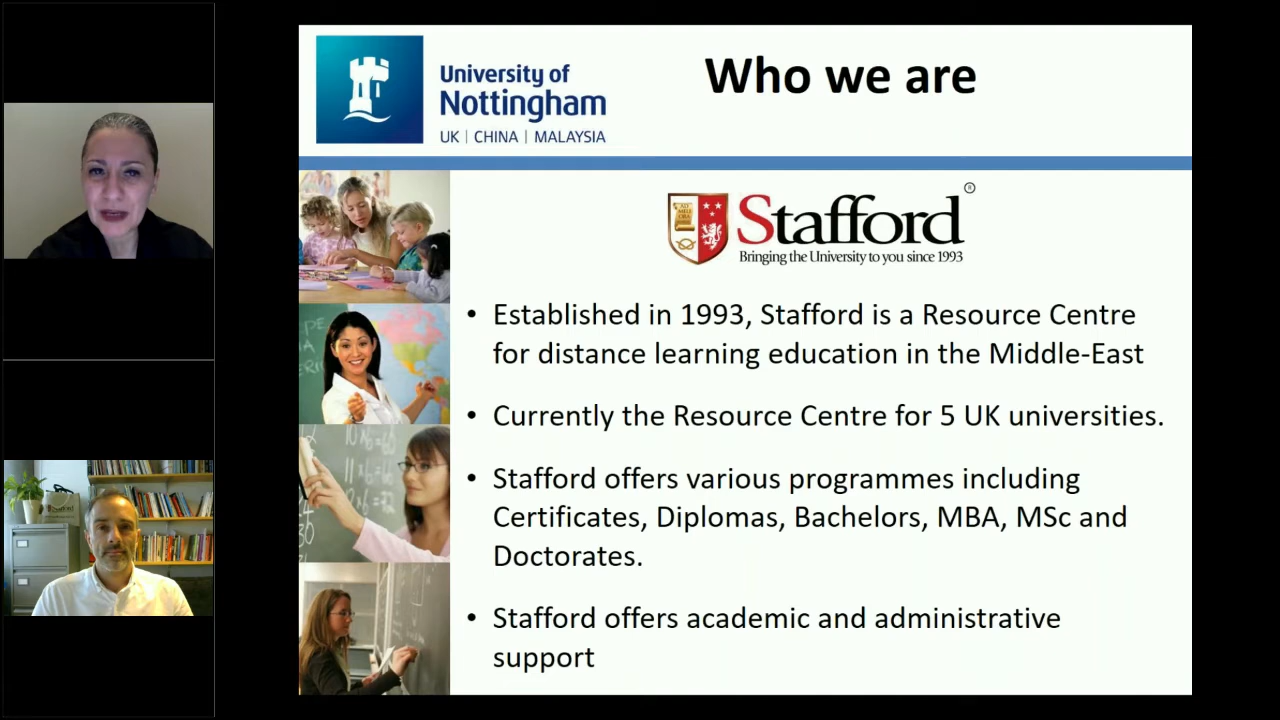 University of
Nottingham
UK | CHINA | MALAYSIA
Who we are
Stafford®
Bringing the University to you since 1993
• Established in 1993, Stafford is a Resource Centre
for distance learning education in the Middle-East
• Currently the Resource Centre for 5 UK universities.
• Stafford offers various programmes including
Certificates, Diplomas, Bachelors, MBA, MSc and
Doctorates.
• Stafford offers academic and administrative
support
Stafford